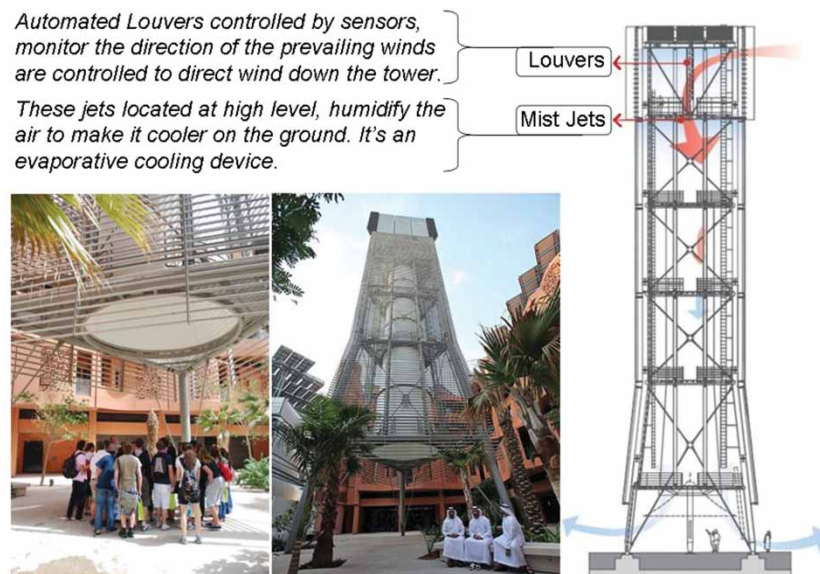 Automated Louvers controlled by sensors,
monitor the direction of the prevailing winds
are controlled to direct wind down the tower.
Louvers
These jets located at high level, humidify the
air to make it cooler on the ground. It's an
evaporative cooling device.
Mist Jets